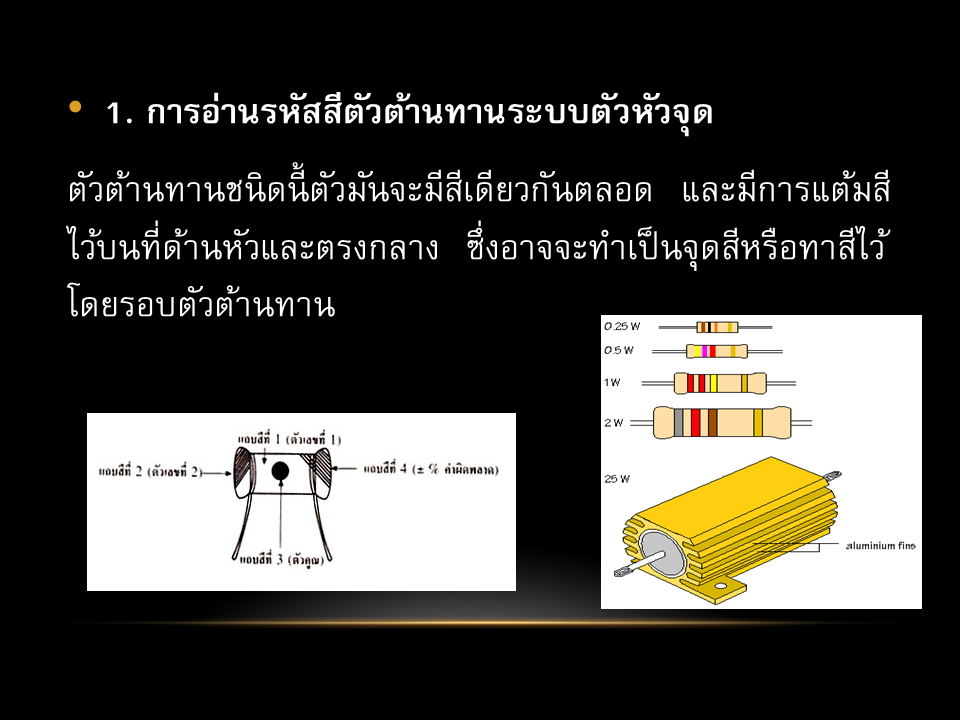 • 1. การอ่านรหัสสีตัวต้านทานระบบตัวหัวจุด
ตัวต้านทานชนิดนี้ตัวมันจะมีสีเดียวกันตลอด และมีการแต้มสี
ไว้บนที่ด้านหัวและตรงกลาง ซึ่งอาจจะทำเป็นจุดสีหรือทาสีไว้
โดยรอบตัวต้านทาน
แถบสีที่ 1 (ตัวเลขที่ 1)
แถบสีที่ 2 (ตัวเลขที่ 2)
แถบสีที่ 4 (± % ค่าผิดพลาด)
แถบสีที่ 3 (ตัวคูณ)
0.25 W
0.5 W
1 W
2 W
25 W
aluminium fins